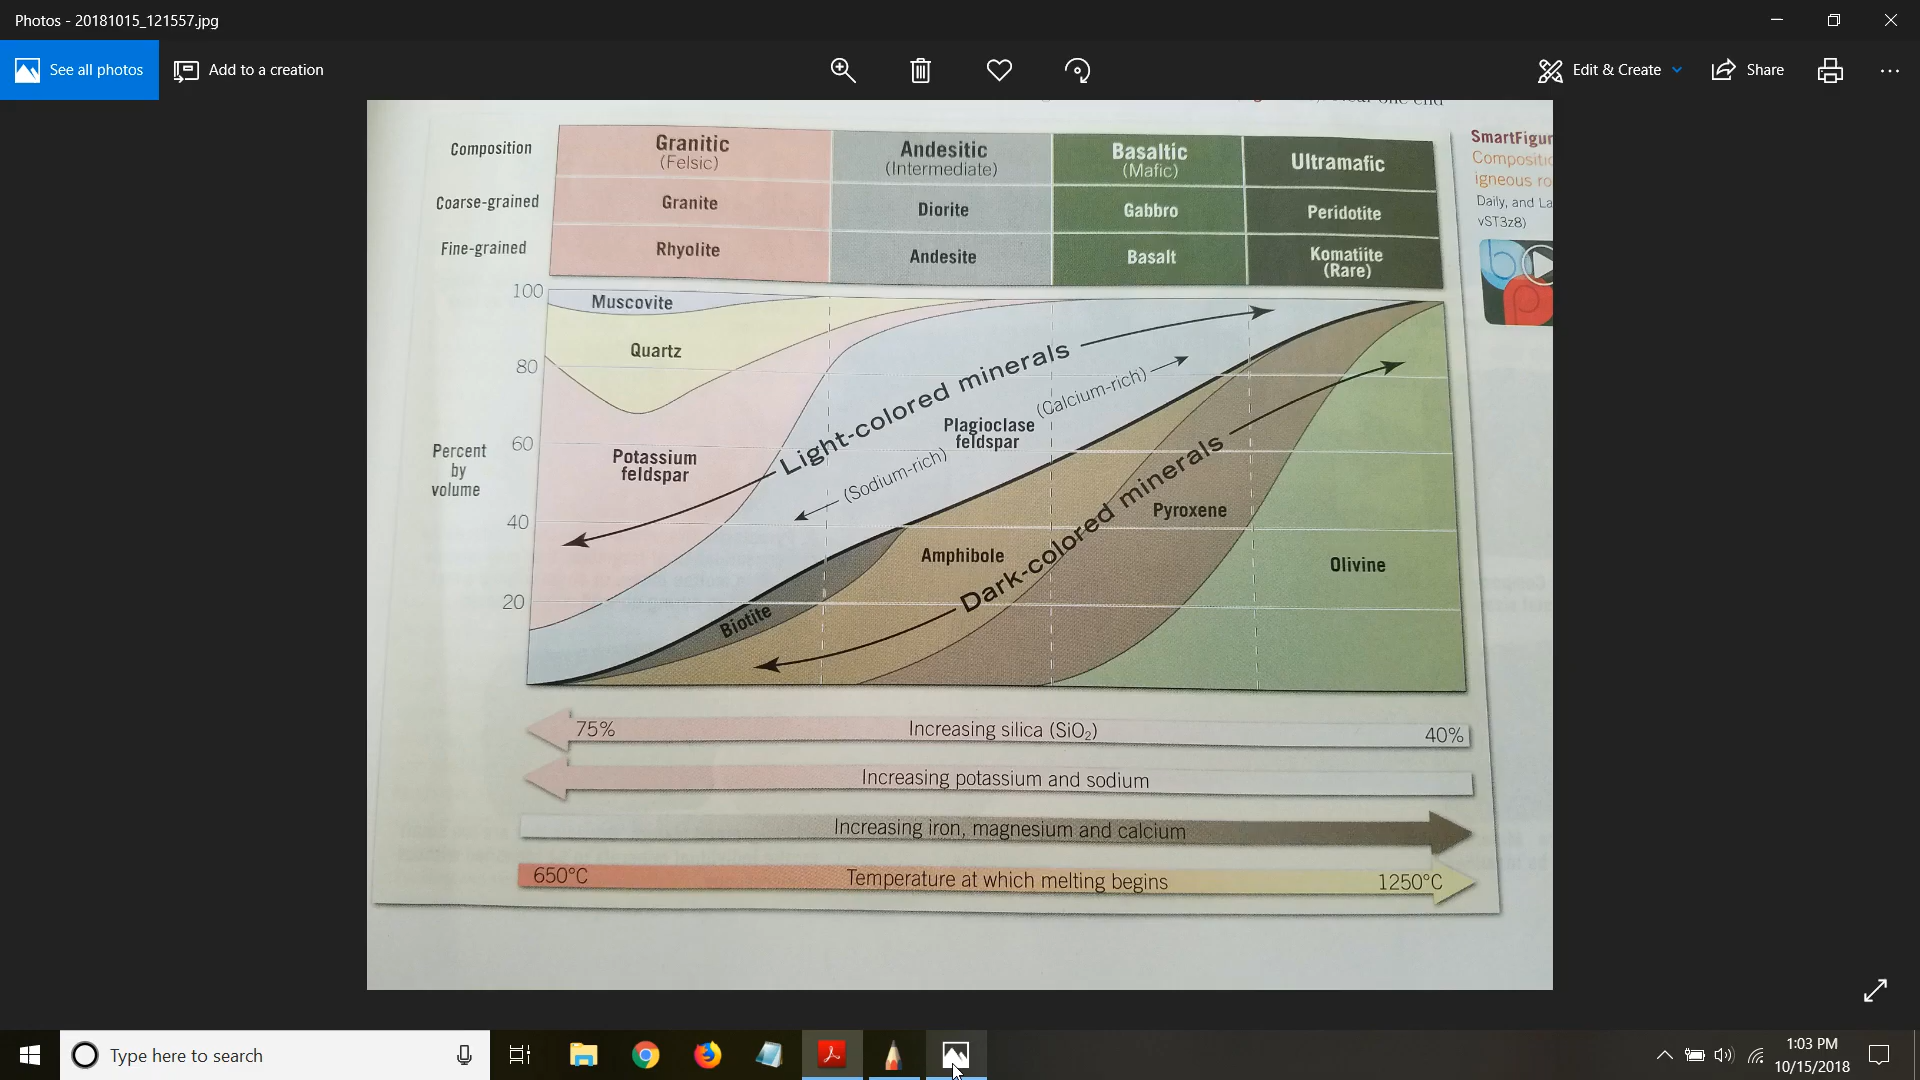 Photos - 20181015_121557.jpg
See all photos
Add to a creation
Edit & Create
Share
SmartFigur
Compositio
igneous ro
Daily, and La
vST3z8)
Composition
Granitic
(Felsic)
Andesitic
(Intermediate)
Basaltic
(Mafic)
Ultramafic
Coarse-grained
Granite
Diorite
Gabbro
Peridotite
Fine-grained
Rhyolite
Andesite
Basalt
Komatiite
(Rare)
100
80
60
40
20
Percent
by
volume
Muscovite
Quartz
Potassium
feldspar
Light-colored minerals
Plagioclase
feldspar
(Calcium-rich)
(Sodium-rich)
Dark-colored minerals
Biotite
Amphibole
Pyroxene
Olivine
75% Increasing silica (SiO₂) 40%
Increasing potassium and sodium
Increasing iron, magnesium and calcium
650°C Temperature at which melting begins 1250°C
Type here to search
1:03 PM
10/15/2018